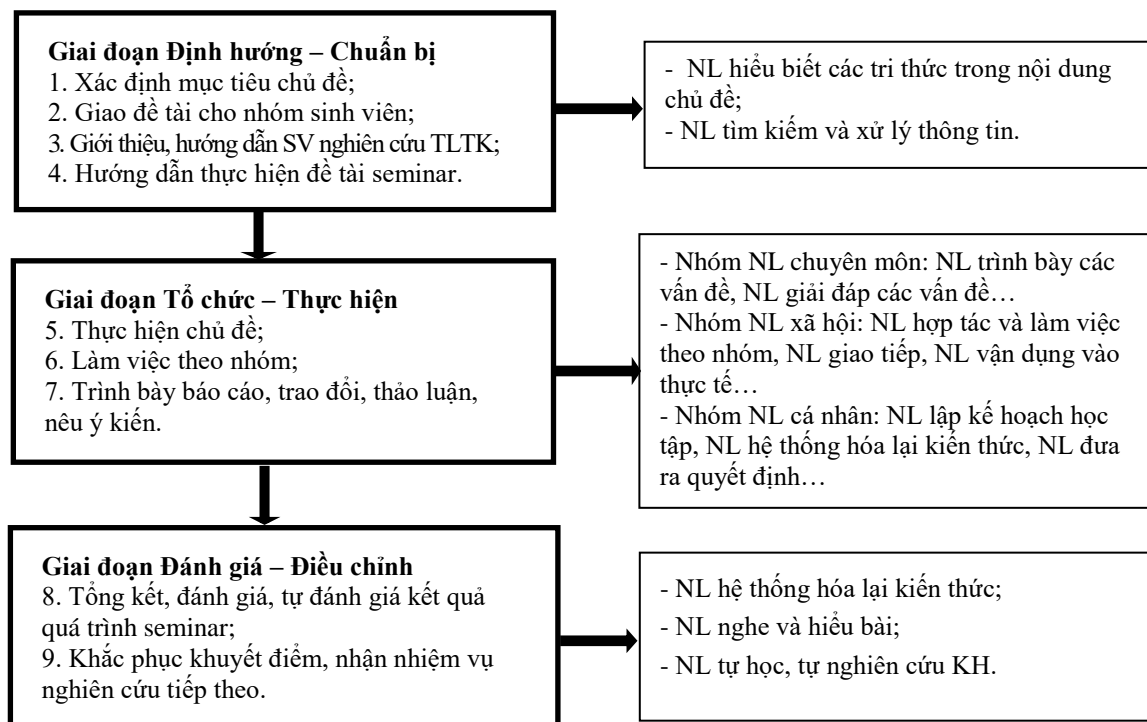 Giai đoạn Định hướng – Chuẩn bị
1. Xác định mục tiêu chủ đề;
2. Giao đề tài cho nhóm sinh viên;
3. Giới thiệu, hướng dẫn SV nghiên cứu TLTK;
4. Hướng dẫn thực hiện đề tài seminar.
- NL hiểu biết các tri thức trong nội dung
chủ đề;
- NL tìm kiếm và xử lý thông tin.
Giai đoạn Tổ chức – Thực hiện
5. Thực hiện chủ đề;
6. Làm việc theo nhóm;
7. Trình bày báo cáo, trao đổi, thảo luận,
nêu ý kiến.
- Nhóm NL chuyên môn: NL trình bày các
vấn đề, NL giải đáp các vấn đề…
- Nhóm NL xã hội: NL hợp tác và làm việc
theo nhóm, NL giao tiếp, NL vận dụng vào
thực tế…
- Nhóm NL cá nhân: NL lập kế hoạch học
tập, NL hệ thống hóa lại kiến thức, NL đưa
ra quyết định…
Giai đoạn Đánh giá – Điều chỉnh
8. Tổng kết, đánh giá, tự đánh giá kết quả
quá trình seminar;
9. Khắc phục khuyết điểm, nhận nhiệm vụ
nghiên cứu tiếp theo.
- NL hệ thống hóa lại kiến thức;
- NL nghe và hiểu bài;
- NL tự học, tự nghiên cứu KH.